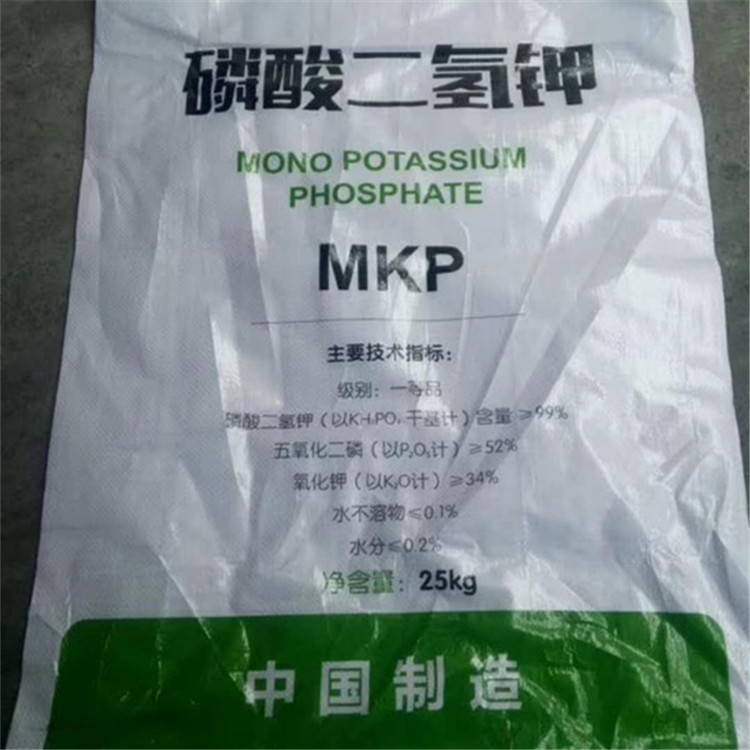 磷酸二氢钾
MONO POTASSIUM
PHOSPHATE
MKP
主要技术指标：
级别：一等品
磷酸二氢钾（以KH₂PO₄干基计）含量≥99%
五氧化二磷（以P₂O₅计）≥52%
氧化钾（以K₂O计）≥34%
水不溶物≤0.1%
水分≤0.2%
净含量：25kg
中国制造